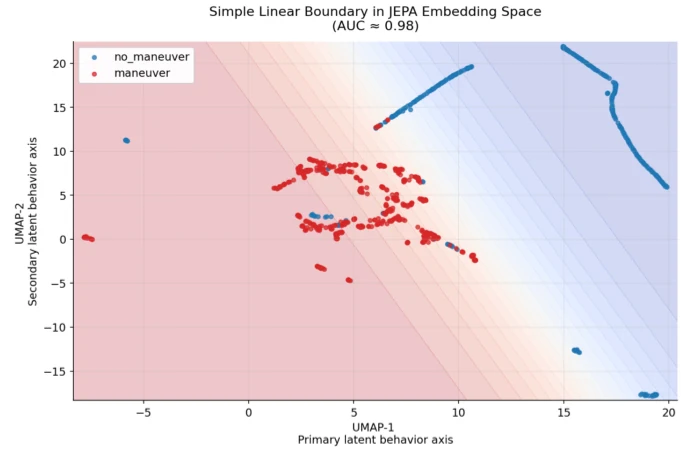 Simple Linear Boundary in JEPA Embedding Space
(AUC ≈ 0.98)
no_maneuver
maneuver
20
15
10
5
0
−5
−10
−15
UMAP-2
Secondary latent behavior axis
−5
0
5
10
15
20
UMAP-1
Primary latent behavior axis